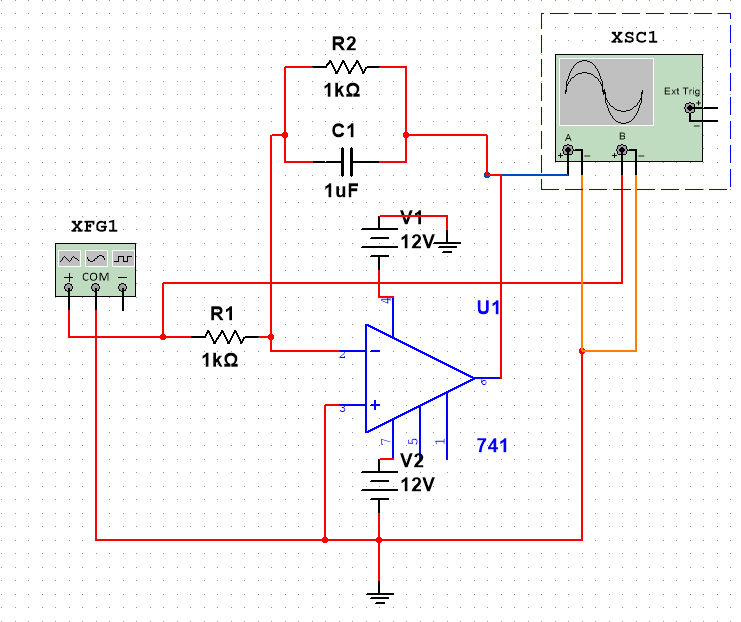 XSC1
R2
1kΩ
Ext Trig
+
−
C1
A
B
+
−
+
−
1uF
V1
12V
XFG1
COM
+
−
4
U1
R1
1kΩ
2
−
6
3
+
7
5
1
741
V2
12V